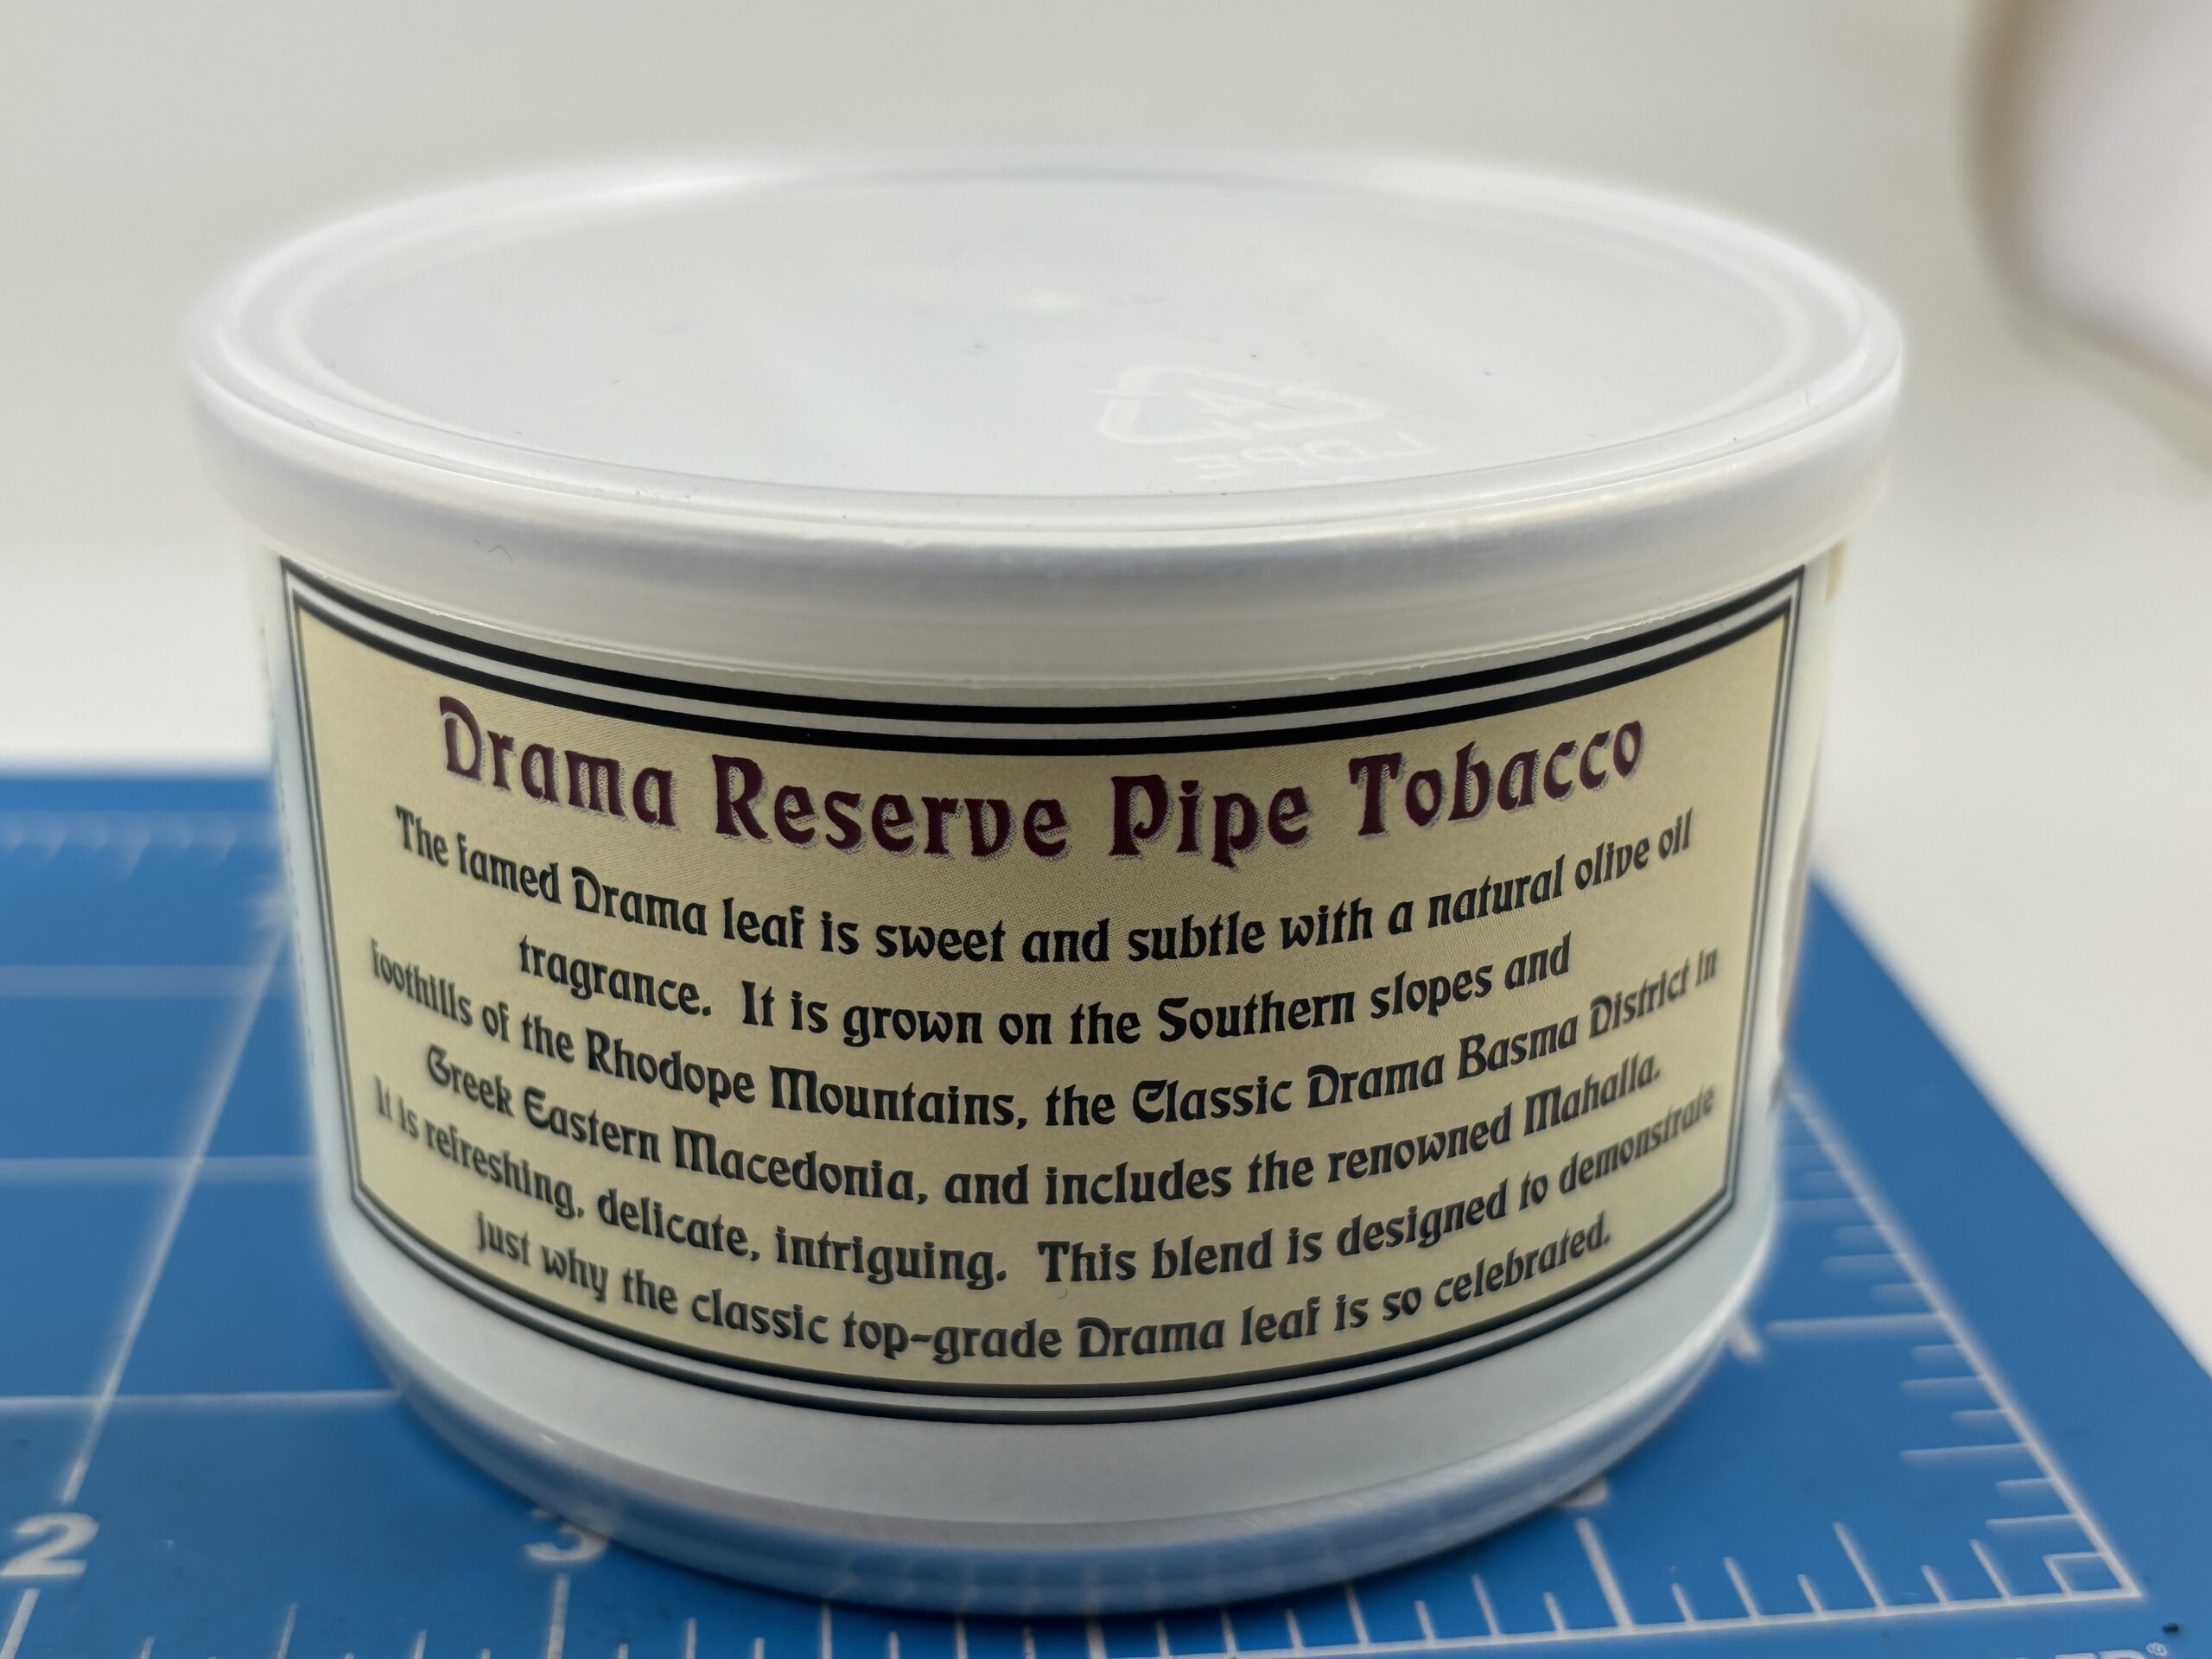 LDPE
Drama Reserve Pipe Tobacco
The famed Drama leaf is sweet and subtle with a natural olive oil
fragrance. It is grown on the Southern slopes and
foothills of the Rhodope Mountains, the Classic Drama Basma District in
Greek Eastern Macedonia, and includes the renowned Mahalla.
It is refreshing, delicate, intriguing. This blend is designed to demonstrate
just why the classic top-grade Drama leaf is so celebrated.
2
3